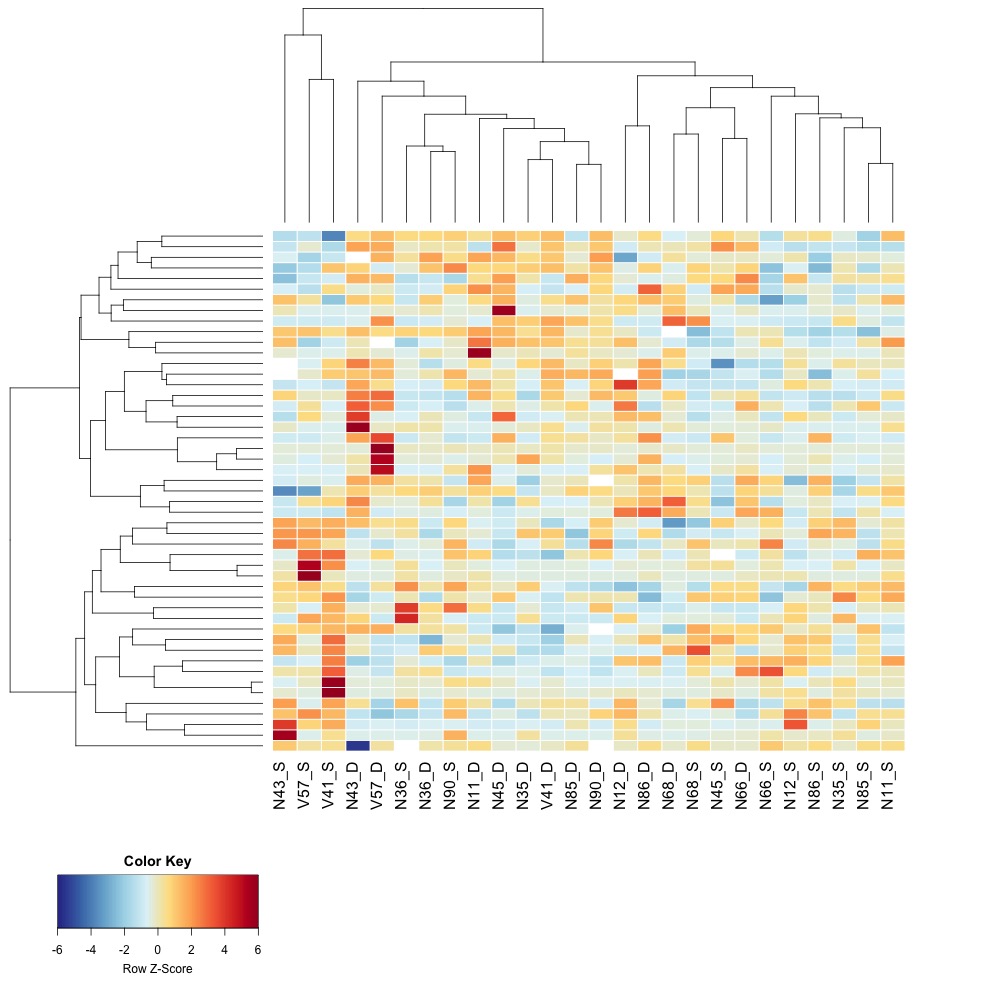 N43_S V57_S V41_S N43_D V57_D N36_S N36_D N90_S N11_D N45_D N35_D V41_D N85_D N90_D N12_D N86_D N68_D N68_S N45_S N66_D N66_S N12_S N86_S N35_S N85_S N11_S
Color Key
-6 -4 -2 0 2 4 6
Row Z-Score